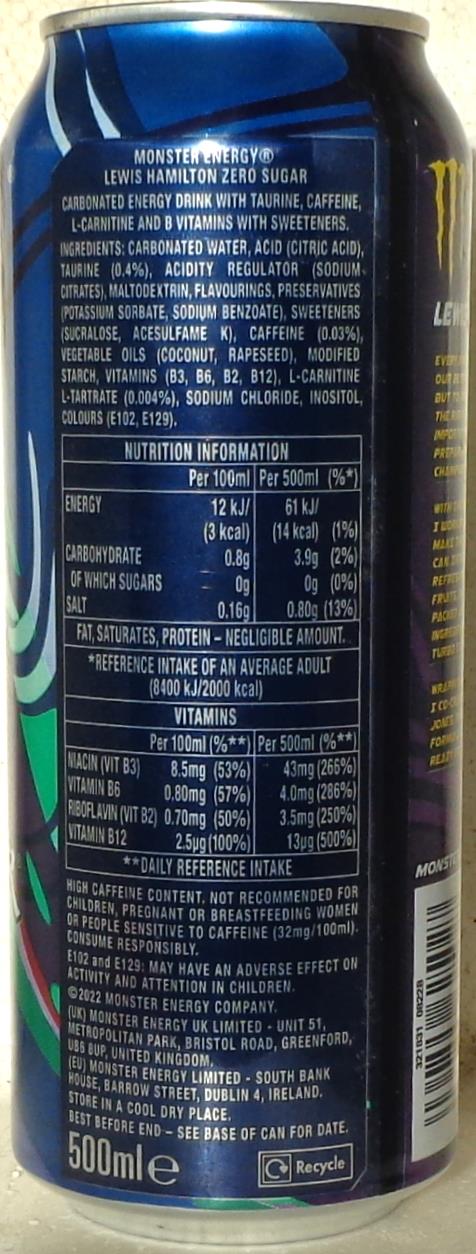 MONSTER ENERGY®
LEWIS HAMILTON ZERO SUGAR
CARBONATED ENERGY DRINK WITH TAURINE, CAFFEINE,
L-CARNITINE AND B VITAMINS WITH SWEETENERS.
INGREDIENTS: CARBONATED WATER, ACID (CITRIC ACID),
TAURINE (0.4%), ACIDITY REGULATOR (SODIUM
CITRATES), MALTODEXTRIN, FLAVOURINGS, PRESERVATIVES
(POTASSIUM SORBATE, SODIUM BENZOATE), SWEETENERS
(SUCRALOSE, ACESULFAME K), CAFFEINE (0.03%),
VEGETABLE OILS (COCONUT, RAPESEED), MODIFIED
STARCH, VITAMINS (B3, B6, B2, B12), L-CARNITINE
L-TARTRATE (0.004%), SODIUM CHLORIDE, INOSITOL,
COLOURS (E102, E129).
NUTRITION INFORMATION
Per 100ml Per 500ml (%*)
ENERGY 12 kJ/ 61 kJ/
(3 kcal) (14 kcal) (1%)
CARBOHYDRATE 0.8g 3.9g (2%)
OF WHICH SUGARS 0g 0g (0%)
SALT 0.16g 0.80g (13%)
FAT, SATURATES, PROTEIN – NEGLIGIBLE AMOUNT.
*REFERENCE INTAKE OF AN AVERAGE ADULT
(8400 kJ/2000 kcal)
VITAMINS
Per 100ml (%**) Per 500ml (%**)
NIACIN (VIT B3) 8.5mg (53%) 43mg (266%)
VITAMIN B6 0.80mg (57%) 4.0mg (286%)
RIBOFLAVIN (VIT B2) 0.70mg (50%) 3.5mg (250%)
VITAMIN B12 2.5µg (100%) 13µg (500%)
**DAILY REFERENCE INTAKE
HIGH CAFFEINE CONTENT. NOT RECOMMENDED FOR
CHILDREN, PREGNANT OR BREASTFEEDING WOMEN
OR PEOPLE SENSITIVE TO CAFFEINE (32mg/100ml).
CONSUME RESPONSIBLY.
E102 and E129: MAY HAVE AN ADVERSE EFFECT ON
ACTIVITY AND ATTENTION IN CHILDREN.
©2022 MONSTER ENERGY COMPANY.
(UK) MONSTER ENERGY UK LIMITED - UNIT 51,
METROPOLITAN PARK, BRISTOL ROAD, GREENFORD,
UB6 8UP, UNITED KINGDOM,
(EU) MONSTER ENERGY LIMITED - SOUTH BANK
HOUSE, BARROW STREET, DUBLIN 4, IRELAND.
STORE IN A COOL DRY PLACE.
BEST BEFORE END – SEE BASE OF CAN FOR DATE.
500ml e
Recycle
321031 08228